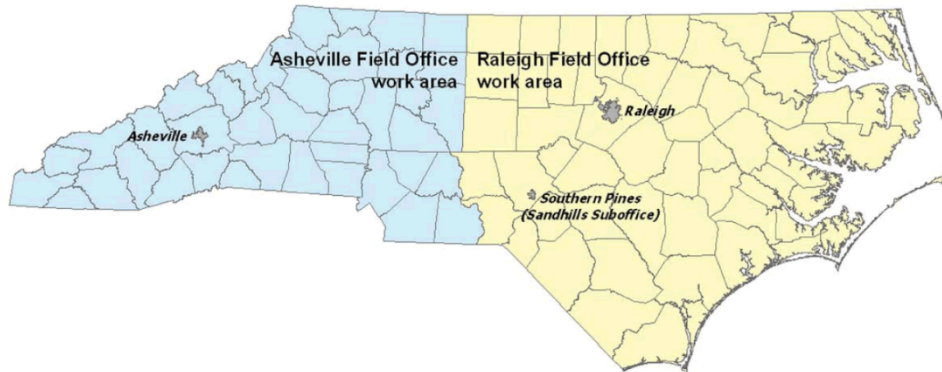 Asheville Field Office
work area
Raleigh Field Office
work area
Asheville
Raleigh
Southern Pines
(Sandhills Suboffice)